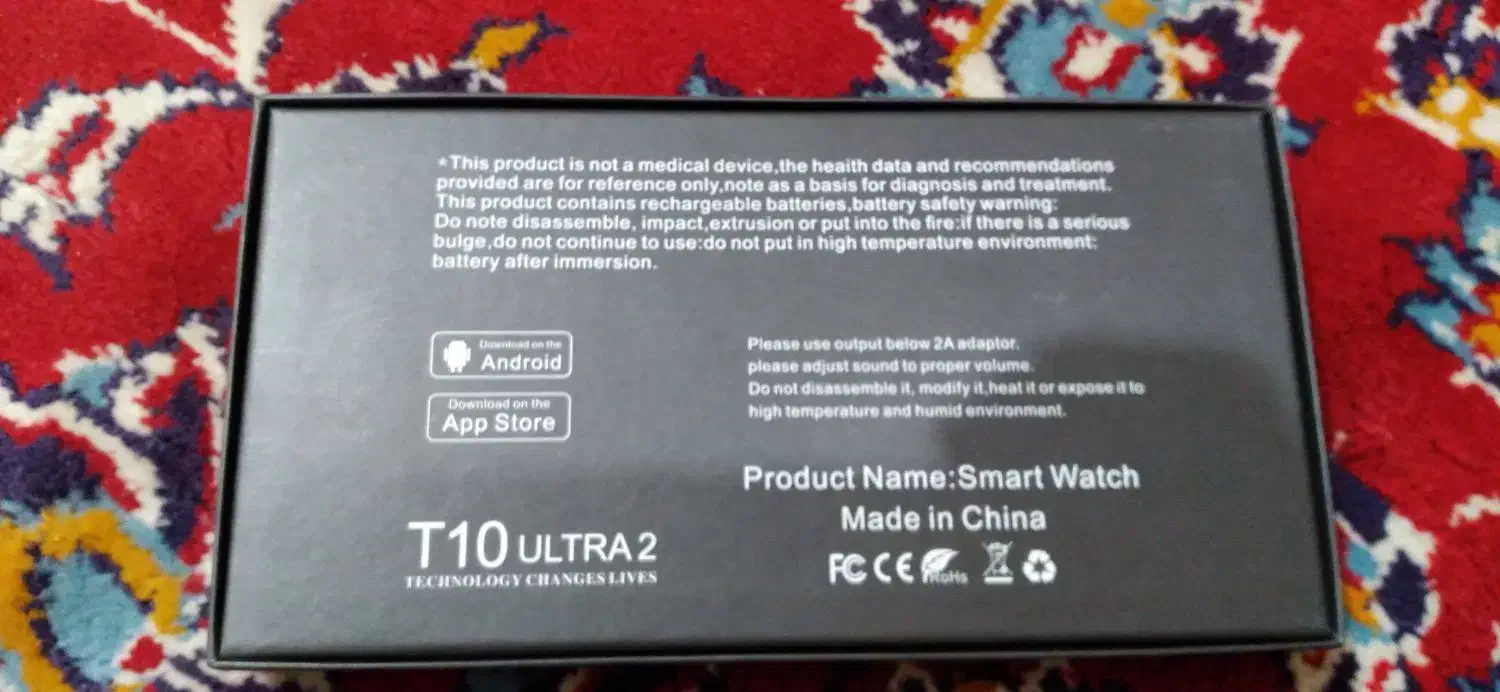 *This product is not a medical device,the heaith data and recommendations
provided are for reference only,note as a basis for diagnosis and treatment.
This product contains rechargeable batteries,battery safety warning:
Do note disassemble, impact,extrusion or put into the fire:if there is a serious
bulge,do not continue to use:do not put in high temperature environment:
battery after immersion.
Download on the
Android
Download on the
App Store
Please use output below 2A adaptor.
please adjust sound to proper volume.
Do not disassemble it, modify it,heat it or expose it to
high temperature and humid environment.
Product Name:Smart Watch
Made in China
FC CE RoHS
T10 ULTRA 2
TECHNOLOGY CHANGES LIVES